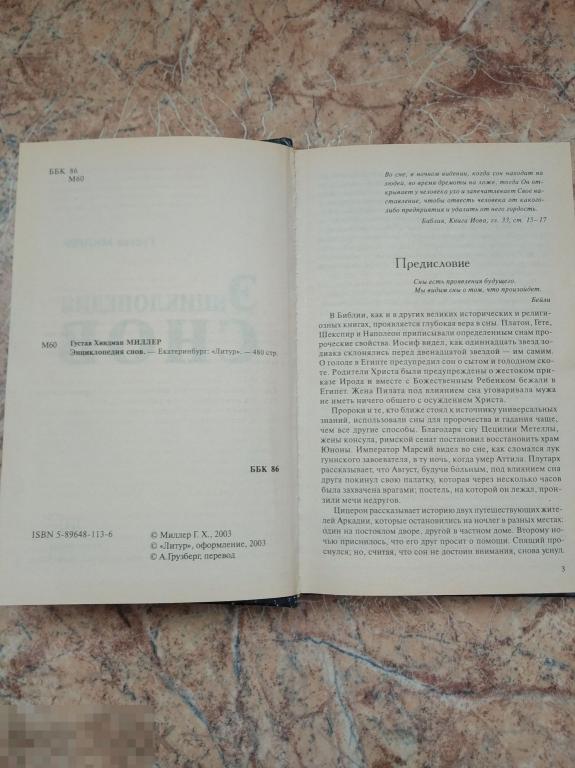 ББК 86
М60
М60
Густав Хиндман МИЛЛЕР
Энциклопедия снов. — Екатеринбург: «Литур». — 480 стр.
ББК 86
ISBN 5-89648-113-6
© Миллер Г. Х., 2003
© «Литур», оформление, 2003
© А.Грузберг, перевод
Во сне, в ночном видении, когда сон находит на
людей, во время дремоты на ложе, тогда Он от-
крывает у человека ухо и запечатлевает Свое на-
ставление, чтобы отвесть человека от какого-
либо предприятия и удалить от него гордость.
Библия, Книга Иова, гл. 33, ст. 15–17
Предисловие
Сны есть проявления будущего.
Мы видим сны о том, что произойдет.
Бейли
В Библии, как и в других великих исторических и религи-
озных книгах, проявляется глубокая вера в сны. Платон, Гете,
Шекспир и Наполеон приписывали определенным снам про-
роческие свойства. Иосиф видел, как одиннадцать звезд зо-
диака склонялись перед двенадцатой звездой — им самим.
О голоде в Египте предупредил сон о сытом и голодном ско-
те. Родители Христа были предупреждены о жестоком при-
казе Ирода и вместе с Божественным Ребенком бежали в
Египет. Жена Пилата под влиянием сна уговаривала мужа
не иметь ничего общего с осуждением Христа.
Пророки и те, кто ближе стоял к источнику универсальных
знаний, использовали сны для пророчества и гадания чаще,
чем все другие способы. Благодаря сну Цецилии Метеллы,
жены консула, римской сенат постановил восстановить храм
Юноны. Император Марсий видел во сне, как сломался лук
гуннского завоевателя, в ту ночь, когда умер Аттила. Плутарх
рассказывает, что Август, будучи больным, под влиянием сна
друга покинул свою палатку, которая через несколько часов
была захвачена врагами; постель, на которой он лежал, прон-
зили мечи недругов.
Цицерон рассказывает историю двух путешествующих жите-
лей Аркадии, которые остановились на ночлег в разных местах:
один на постоялом дворе, другой в частном доме. Второму но-
чью приснилось, что его друг просит о помощи. Спящий про-
снулся; но, считая, что сон не достоин внимания, снова уснул.
3